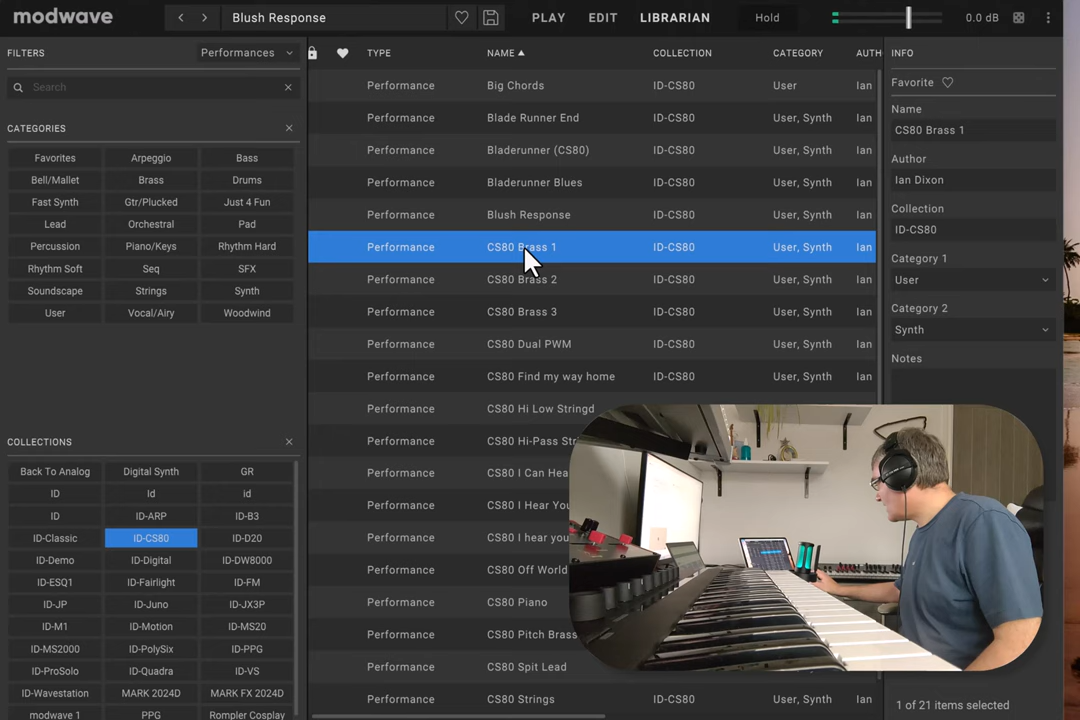 modwave
Blush Response
PLAY EDIT LIBRARIAN Hold 0.0 dB
FILTERS Performances
Search
CATEGORIES
Favorites Arpeggio Bass
Bell/Mallet Brass Drums
Fast Synth Gtr/Plucked Just 4 Fun
Lead Orchestral Pad
Percussion Piano/Keys Rhythm Hard
Rhythm Soft Seq SFX
Soundscape Strings Synth
User Vocal/Airy Woodwind
COLLECTIONS
Back To Analog Digital Synth GR
ID Id id
ID ID-ARP ID-B3
ID-Classic ID-CS80 ID-D20
ID-Demo ID-Digital ID-DW8000
ID-ESQ1 ID-Fairlight ID-FM
ID-JP ID-Juno ID-JX3P
ID-M1 ID-Motion ID-MS20
ID-MS2000 ID-PolySix ID-PPG
ID-ProSolo ID-Quadra ID-VS
ID-Wavestation MARK 2024D MARK FX 2024D
modwave 1 PPG Rompler Cosplay
TYPE NAME COLLECTION CATEGORY AUTH
Performance Big Chords ID-CS80 User Ian
Performance Blade Runner End ID-CS80 User, Synth Ian
Performance Bladerunner (CS80) ID-CS80 User, Synth Ian
Performance Bladerunner Blues ID-CS80 User, Synth Ian
Performance Blush Response ID-CS80 User, Synth Ian
Performance CS80 Brass 1 ID-CS80 User, Synth Ian
Performance CS80 Brass 2 ID-CS80 User, Synth Ian
Performance CS80 Brass 3 ID-CS80 User, Synth Ian
Performance CS80 Dual PWM ID-CS80 User, Synth Ian
Performance CS80 Find my way home ID-CS80 User, Synth Ian
Performance CS80 Hi Low Stringd
Performance CS80 Hi-Pass Str
Performance CS80 I Can Hea
Performance CS80 I Hear You
Performance CS80 I hear you
Performance CS80 Off World
Performance CS80 Piano
Performance CS80 Pitch Brass
Performance CS80 Spit Lead
Performance CS80 Strings ID-CS80 User, Synth Ian
INFO
Favorite
Name
CS80 Brass 1
Author
Ian Dixon
Collection
ID-CS80
Category 1
User
Category 2
Synth
Notes
1 of 21 items selected